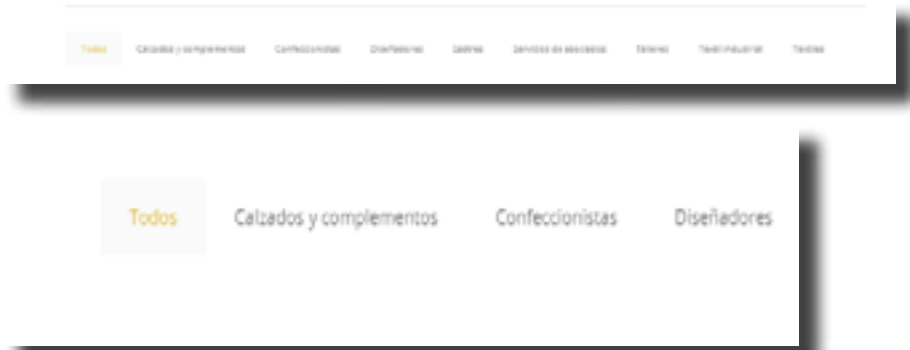 Todos Calzados y complementos Confeccionistas Diseñadores Sastres Servicios de asociados Talleres Textil industrial Textiles
Todos Calzados y complementos Confeccionistas Diseñadores